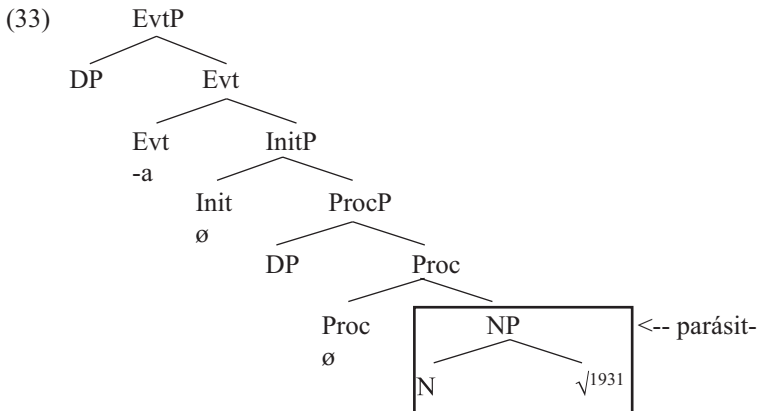 (33) EvtP
DP Evt
Evt InitP
-a
Init ProcP
ø
DP Proc
Proc NP <-- parásit-
ø
N √1931